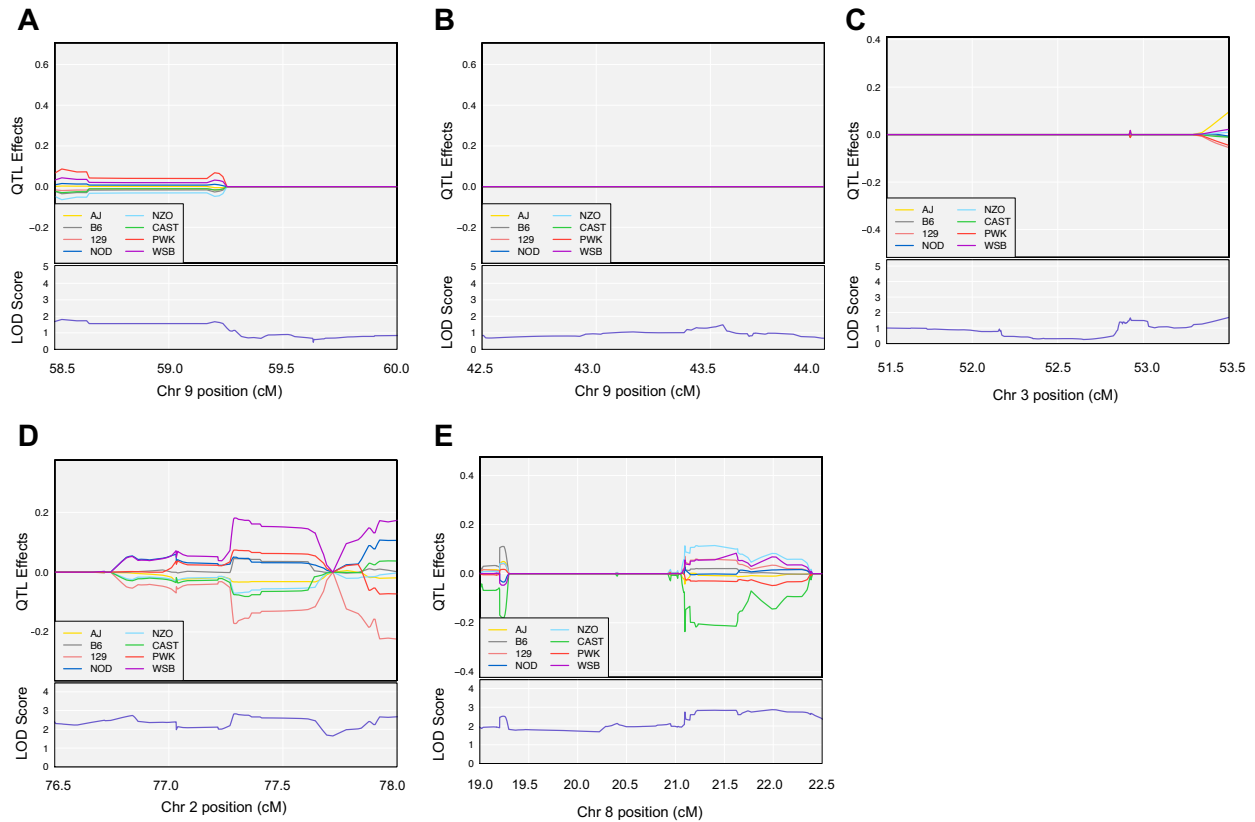 A
QTL Effects
0.6
0.4
0.2
0.0
−0.2
AJ
B6
129
NOD
NZO
CAST
PWK
WSB
LOD Score
5
4
3
2
1
0
58.5
59.0
59.5
60.0
Chr 9 position (cM)
B
QTL Effects
0.6
0.4
0.2
0.0
−0.2
AJ
B6
129
NOD
NZO
CAST
PWK
WSB
LOD Score
5
4
3
2
1
0
42.5
43.0
43.5
44.0
Chr 9 position (cM)
C
QTL Effects
0.4
0.2
0.0
−0.2
−0.4
AJ
B6
129
NOD
NZO
CAST
PWK
WSB
LOD Score
5
4
3
2
1
0
51.5
52.0
52.5
53.0
53.5
Chr 3 position (cM)
D
QTL Effects
0.2
0.0
−0.2
AJ
B6
129
NOD
NZO
CAST
PWK
WSB
LOD Score
4
3
2
1
0
76.5
77.0
77.5
78.0
Chr 2 position (cM)
E
QTL Effects
0.4
0.2
0.0
−0.2
−0.4
AJ
B6
129
NOD
NZO
CAST
PWK
WSB
LOD Score
4
3
2
1
0
19.0
19.5
20.0
20.5
21.0
21.5
22.0
22.5
Chr 8 position (cM)